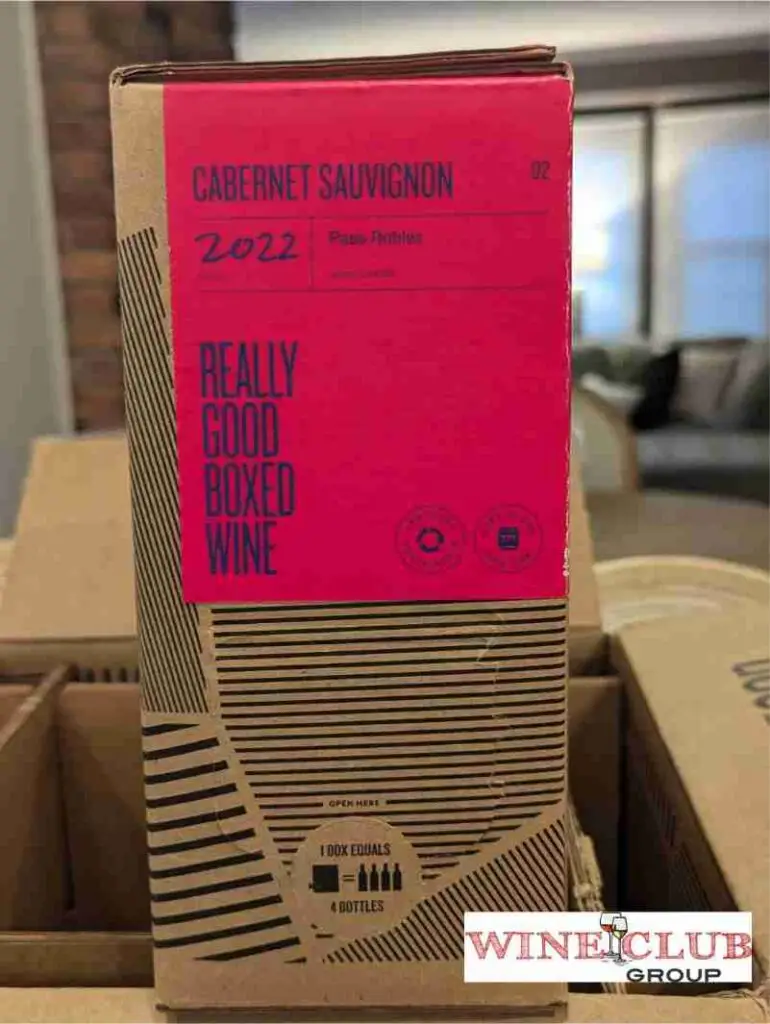 CABERNET SAUVIGNON
02
2022
Paso Robles
REALLY
GOOD
BOXED
WINE
OPEN HERE
1 BOX EQUALS
=
4 BOTTLES
WINE CLUB
GROUP